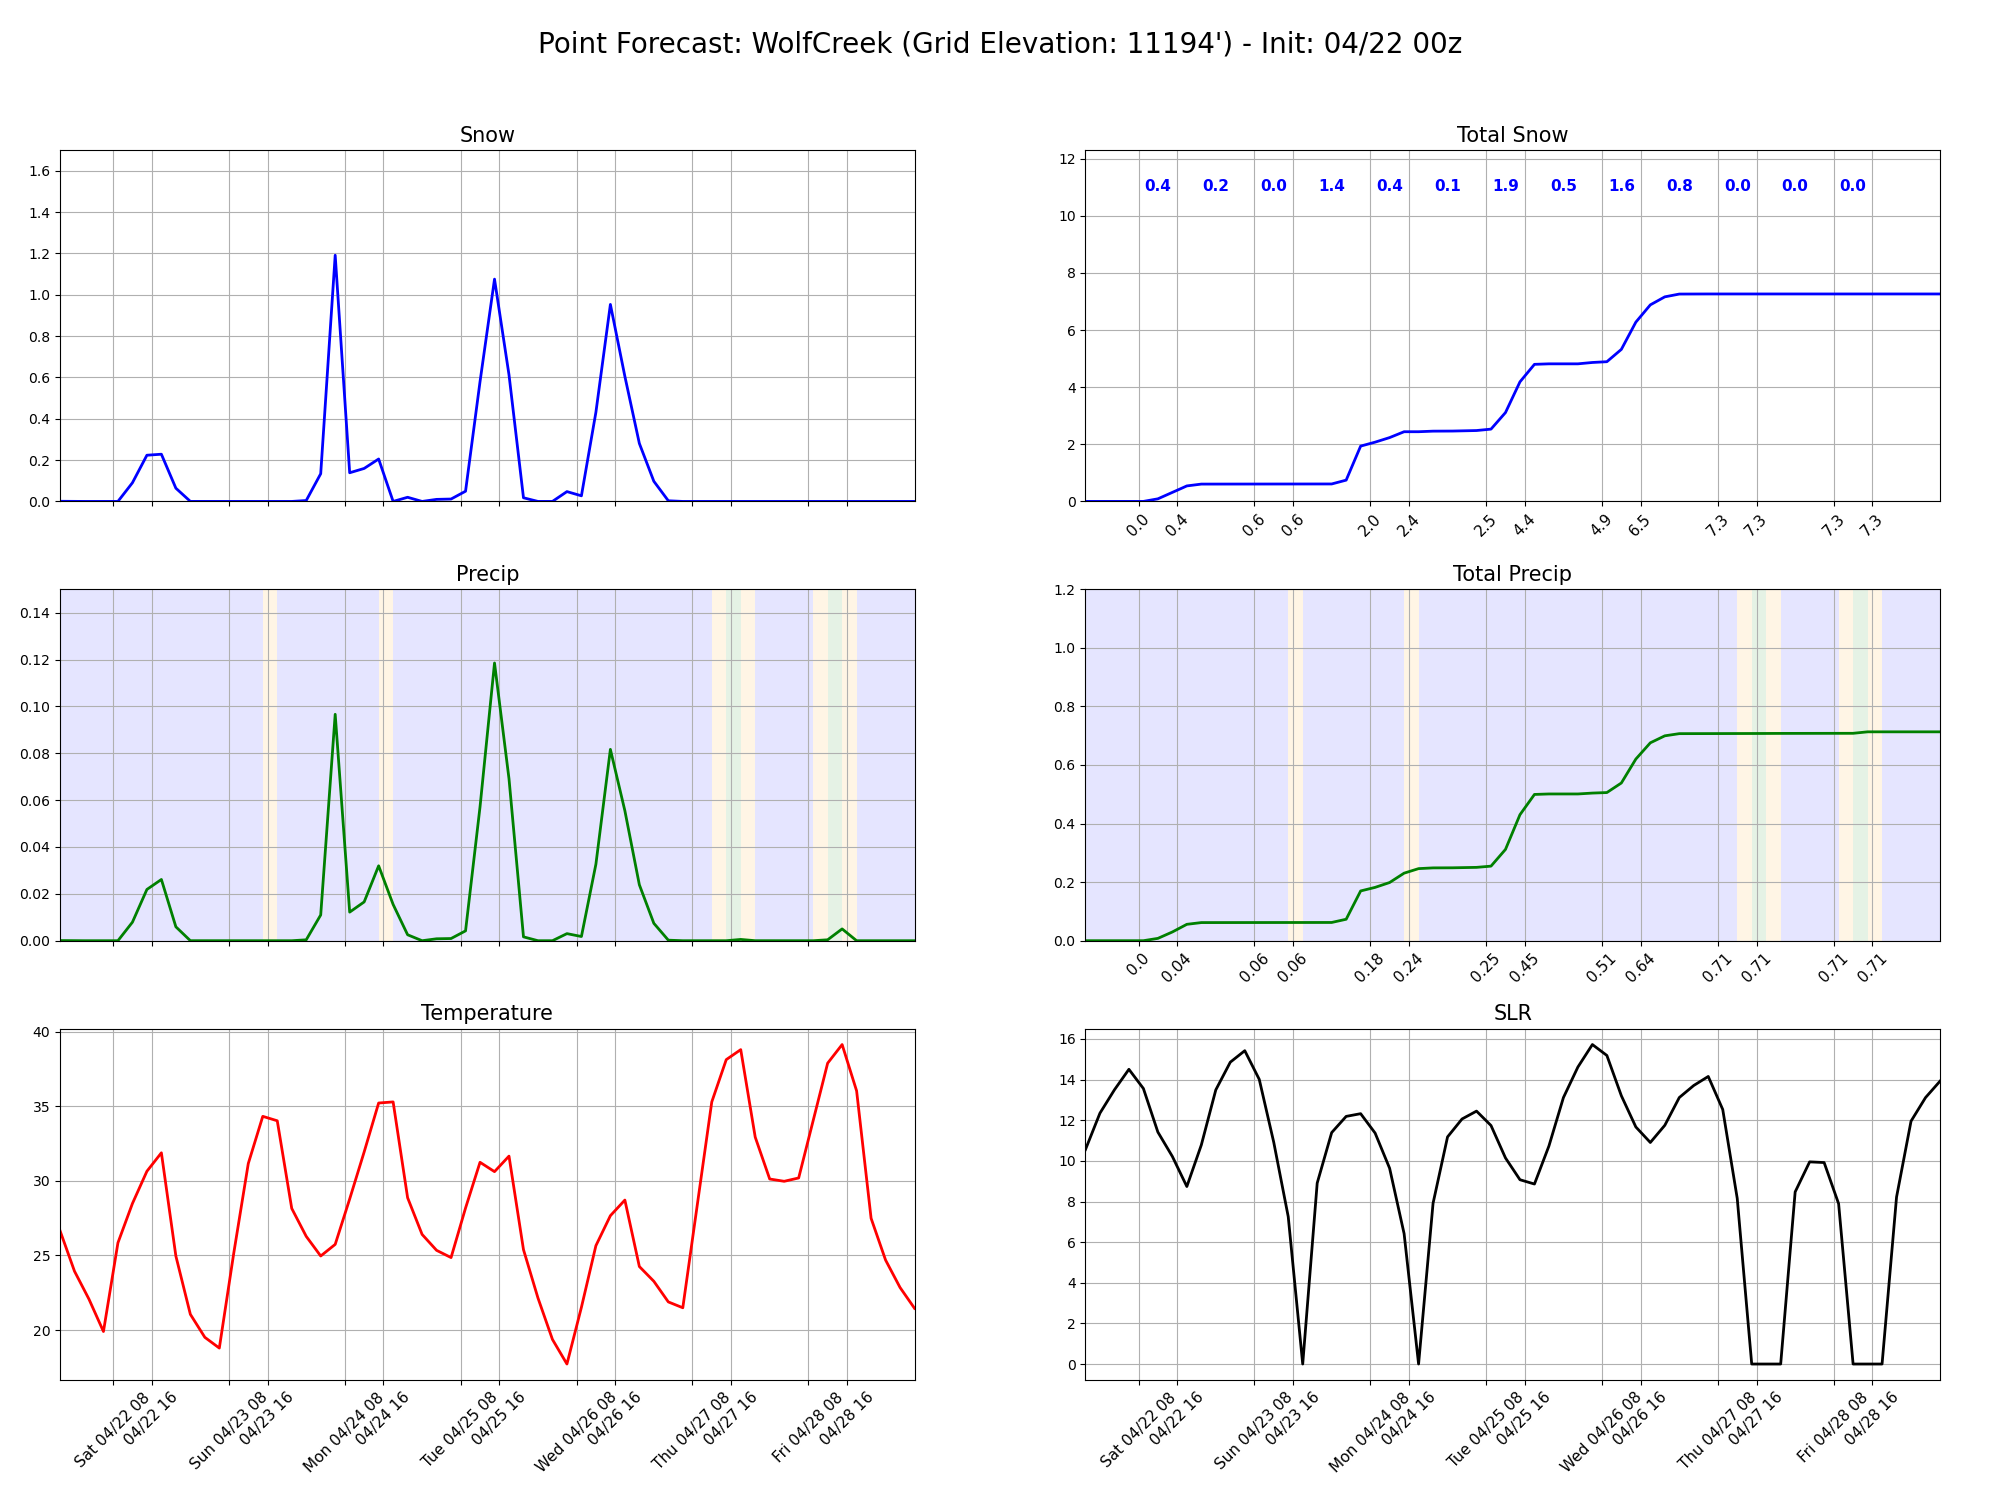 Point Forecast: WolfCreek (Grid Elevation: 11194') - Init: 04/22 00z
Snow
1.6
1.4
1.2
1.0
0.8
0.6
0.4
0.2
0.0
Total Snow
12
10
8
6
4
2
0
0.4 0.2 0.0 1.4 0.4 0.1 1.9 0.5 1.6 0.8 0.0 0.0 0.0
0.0 0.4 0.6 0.6 2.0 2.4 2.5 4.4 4.9 6.5 7.3 7.3 7.3 7.3
Precip
0.14
0.12
0.10
0.08
0.06
0.04
0.02
0.00
Total Precip
1.2
1.0
0.8
0.6
0.4
0.2
0.0
0.0 0.04 0.06 0.06 0.18 0.24 0.25 0.45 0.51 0.64 0.71 0.71 0.71 0.71
Temperature
40
35
30
25
20
Sat 04/22 08
04/22 16
Sun 04/23 08
04/23 16
Mon 04/24 08
04/24 16
Tue 04/25 08
04/25 16
Wed 04/26 08
04/26 16
Thu 04/27 08
04/27 16
Fri 04/28 08
04/28 16
SLR
16
14
12
10
8
6
4
2
0
Sat 04/22 08
04/22 16
Sun 04/23 08
04/23 16
Mon 04/24 08
04/24 16
Tue 04/25 08
04/25 16
Wed 04/26 08
04/26 16
Thu 04/27 08
04/27 16
Fri 04/28 08
04/28 16